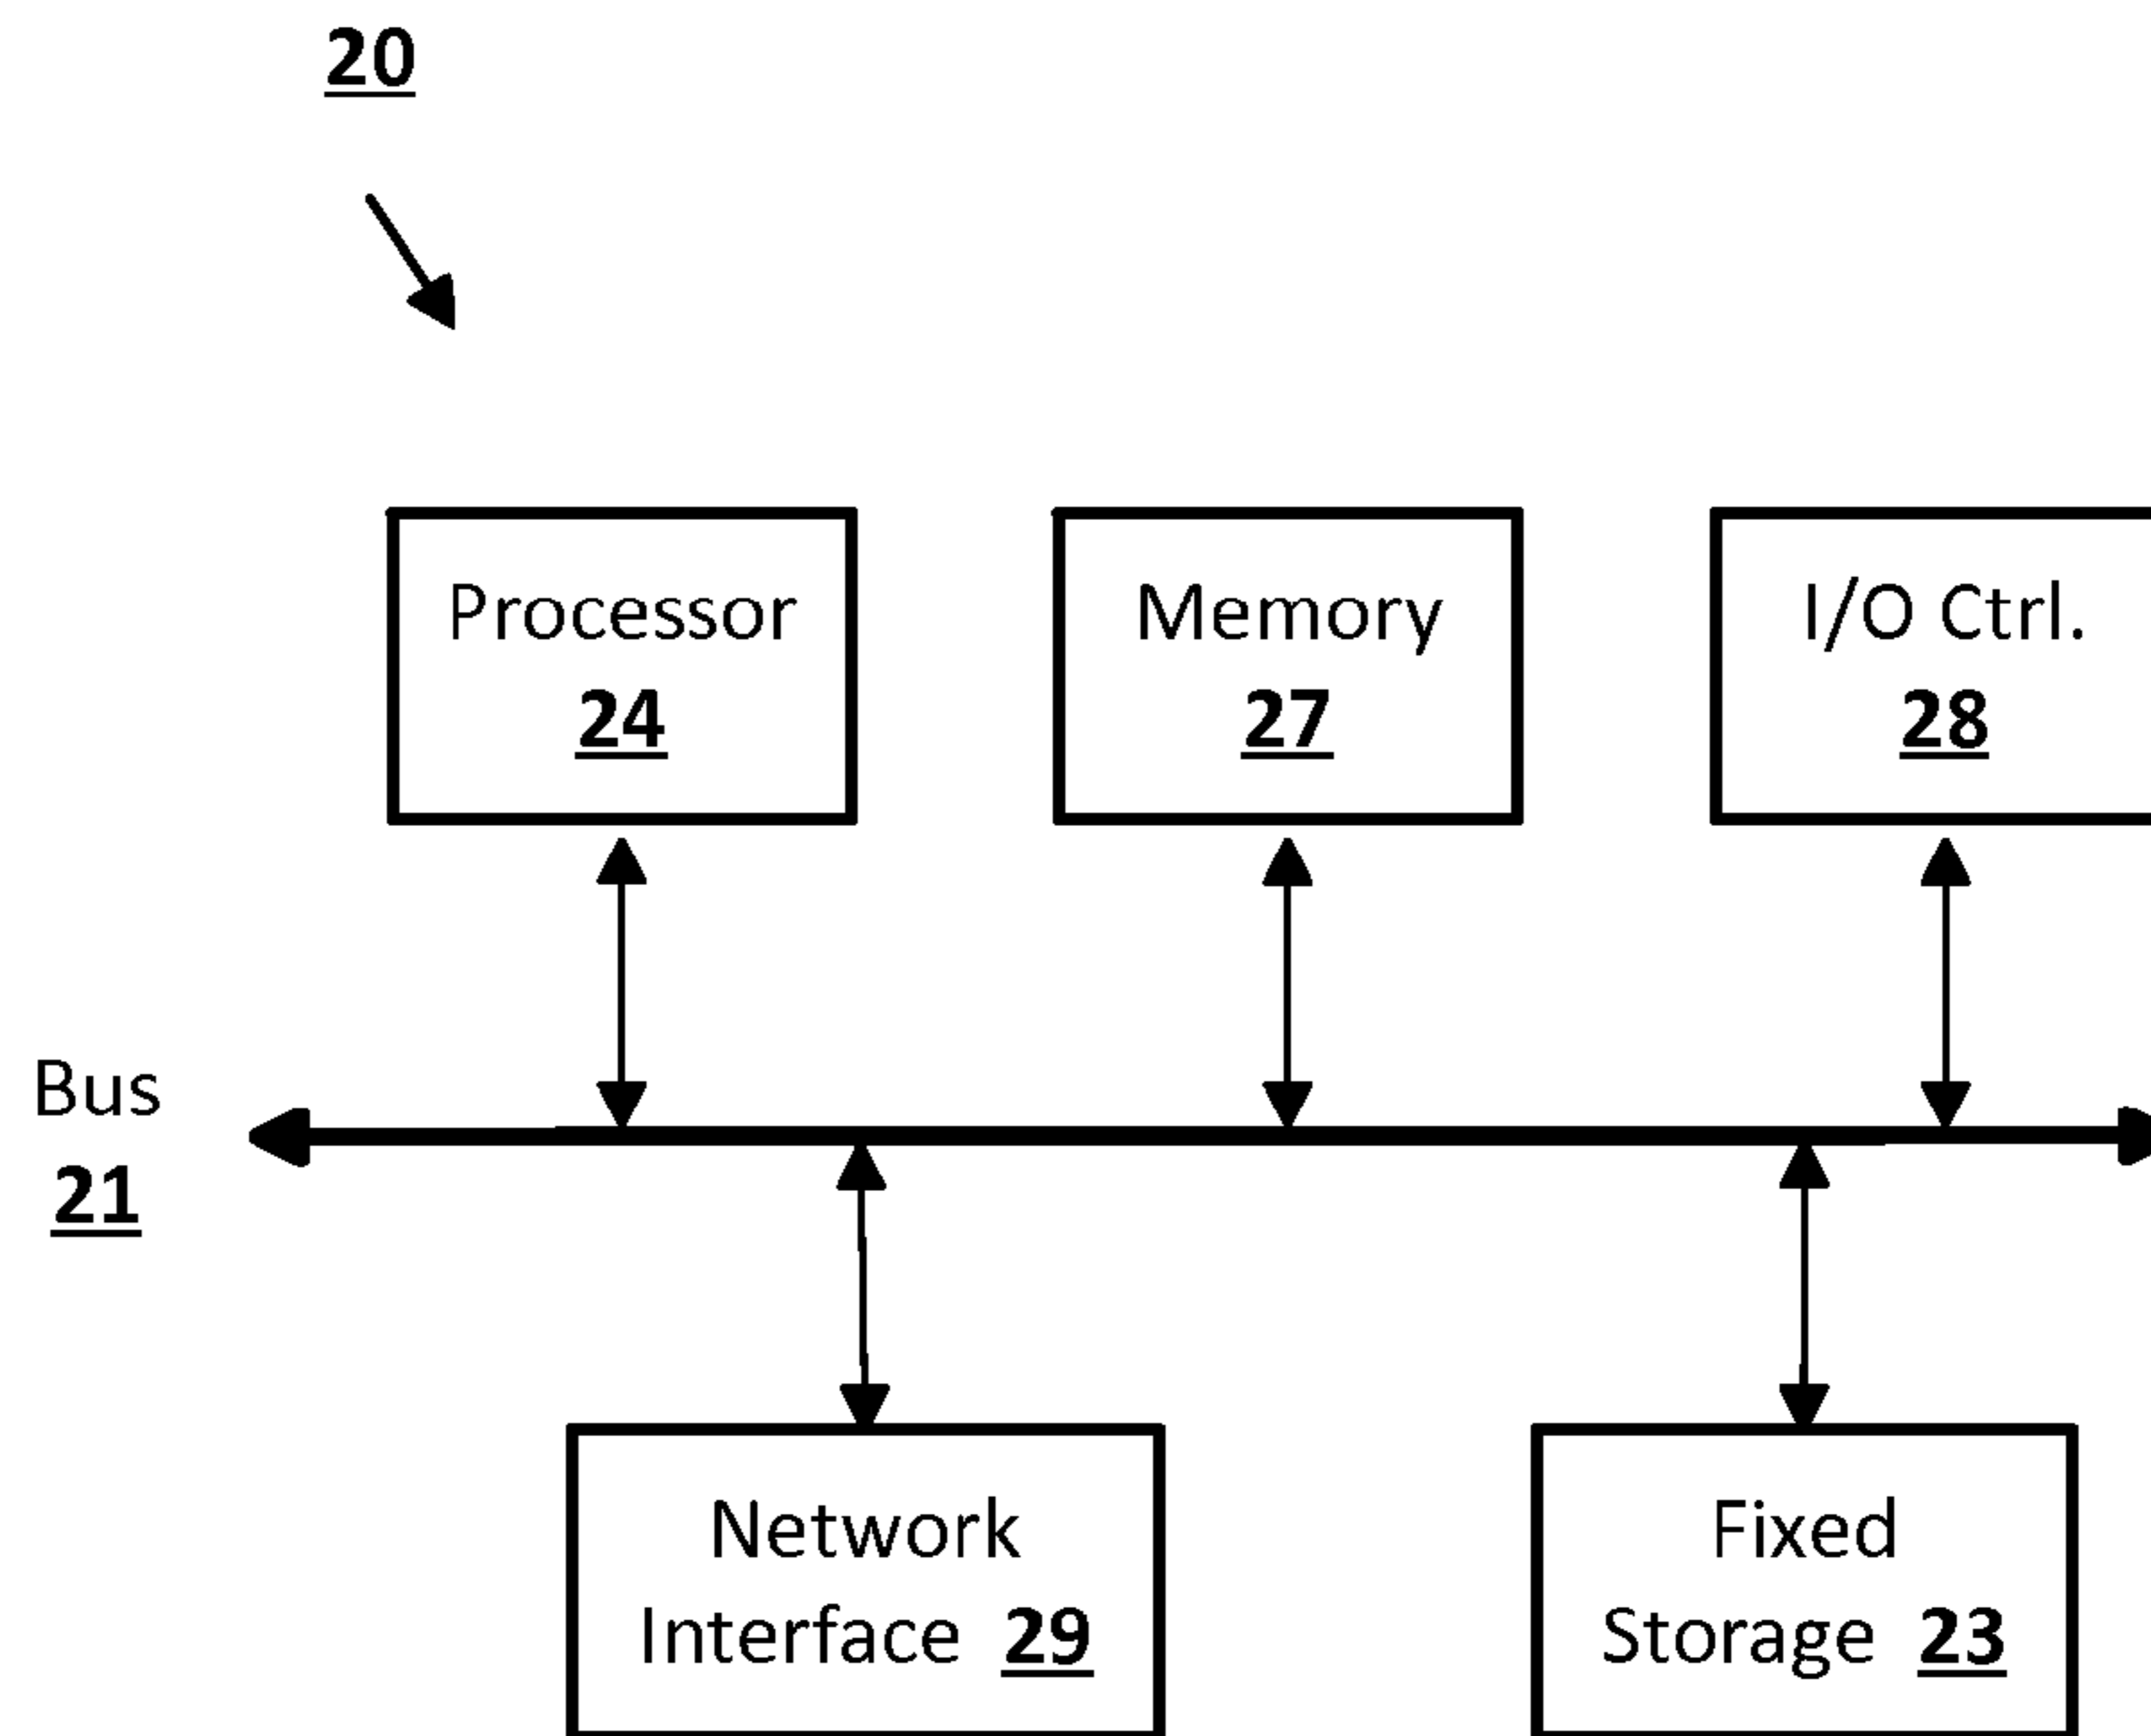 20
Processor
24
Memory
27
I/O Ctrl.
28
Bus
21
Network
Interface 29
Fixed
Storage 23